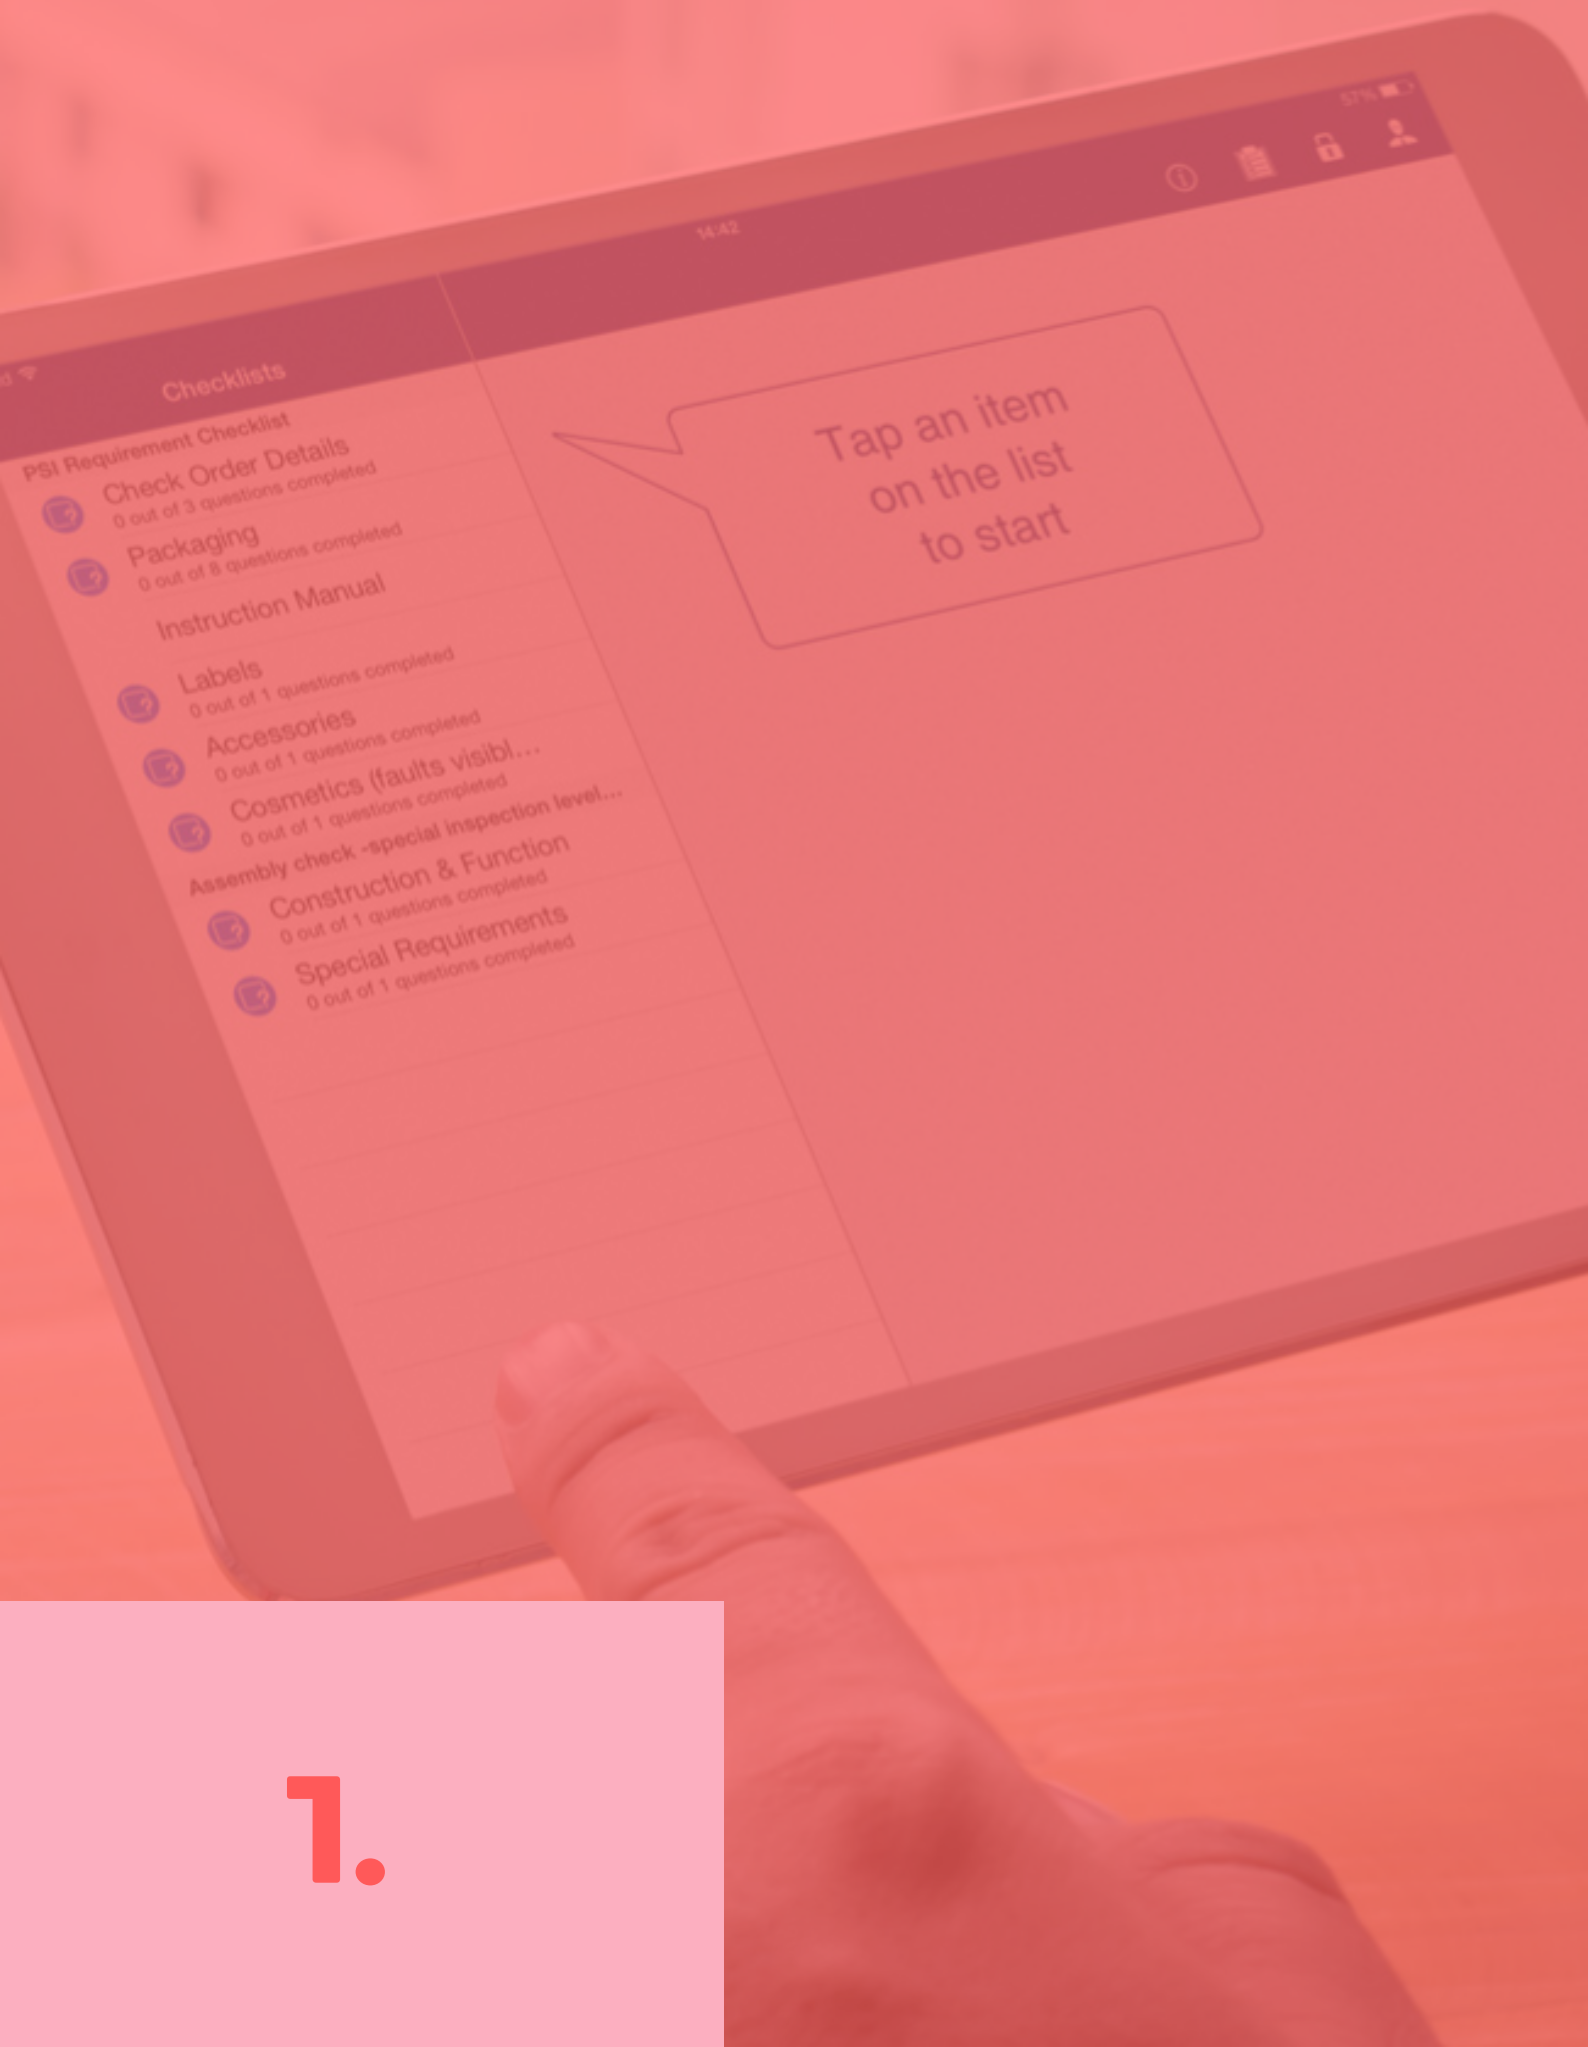 57%
14:42
Checklists
PSI Requirement Checklist
Check Order Details
0 out of 3 questions completed
Packaging
0 out of 8 questions completed
Instruction Manual
Labels
0 out of 1 questions completed
Accessories
0 out of 1 questions completed
Cosmetics (faults visibl...
0 out of 1 questions completed
Assembly check -special inspection level...
Construction & Function
0 out of 1 questions completed
Special Requirements
0 out of 1 questions completed
Tap an item
on the list
to start
1.